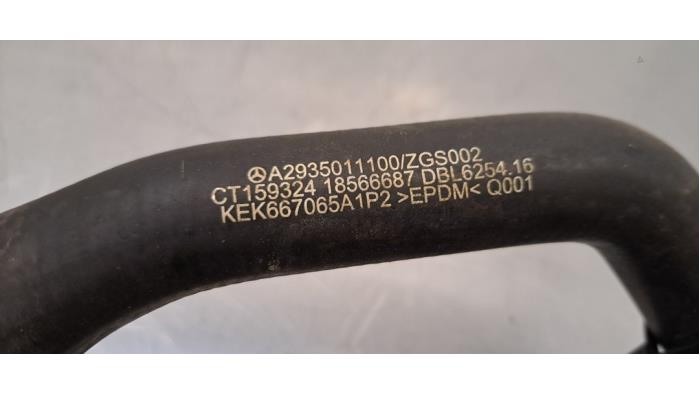 A2935011100/ZGS002
CT159324 18566687 DBL6254.16
KEK667065A1P2 >EPDM< Q001